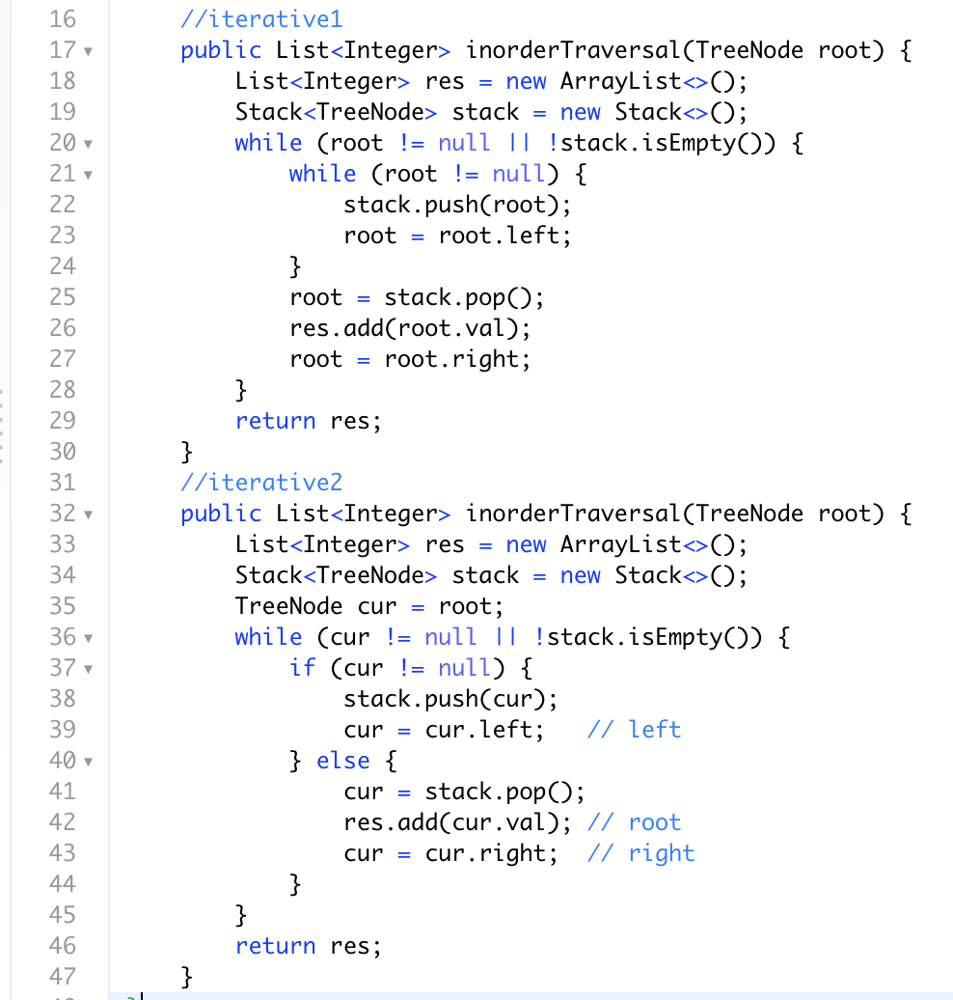 16 //iterative1
17 public List<Integer> inorderTraversal(TreeNode root) {
18 List<Integer> res = new ArrayList<>();
19 Stack<TreeNode> stack = new Stack<>();
20 while (root != null || !stack.isEmpty()) {
21 while (root != null) {
22 stack.push(root);
23 root = root.left;
24 }
25 root = stack.pop();
26 res.add(root.val);
27 root = root.right;
28 }
29 return res;
30 }
31 //iterative2
32 public List<Integer> inorderTraversal(TreeNode root) {
33 List<Integer> res = new ArrayList<>();
34 Stack<TreeNode> stack = new Stack<>();
35 TreeNode cur = root;
36 while (cur != null || !stack.isEmpty()) {
37 if (cur != null) {
38 stack.push(cur);
39 cur = cur.left; // left
40 } else {
41 cur = stack.pop();
42 res.add(cur.val); // root
43 cur = cur.right; // right
44 }
45 }
46 return res;
47 }